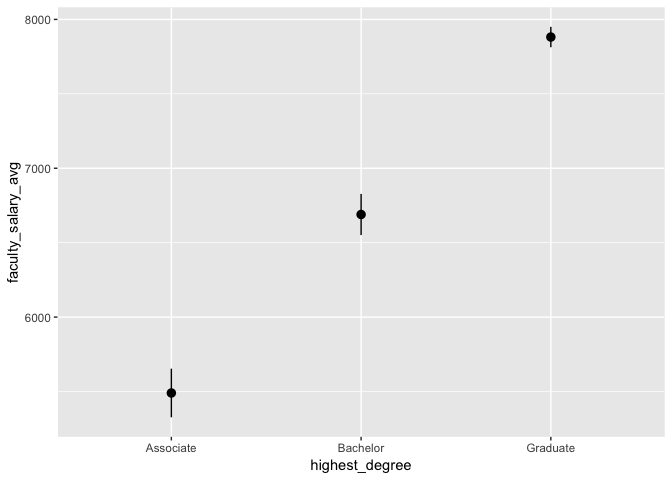 8000
7000
6000
faculty_salary_avg
Associate
Bachelor
Graduate
highest_degree